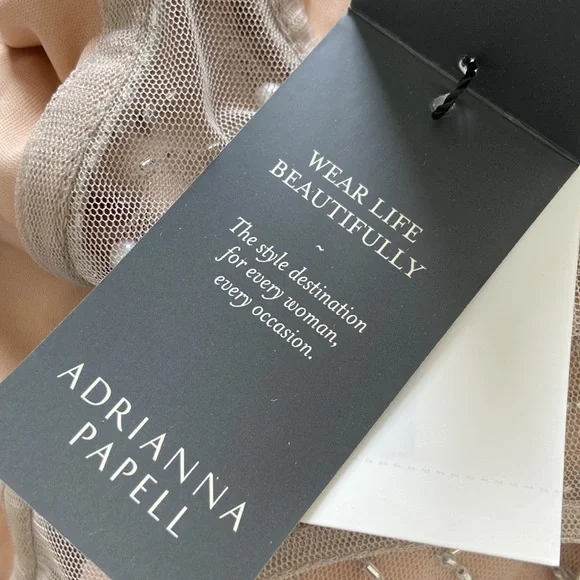 WEAR LIFE
BEAUTIFULLY
~
The style destination
for every woman,
every occasion.
ADRIANNA
PAPELL